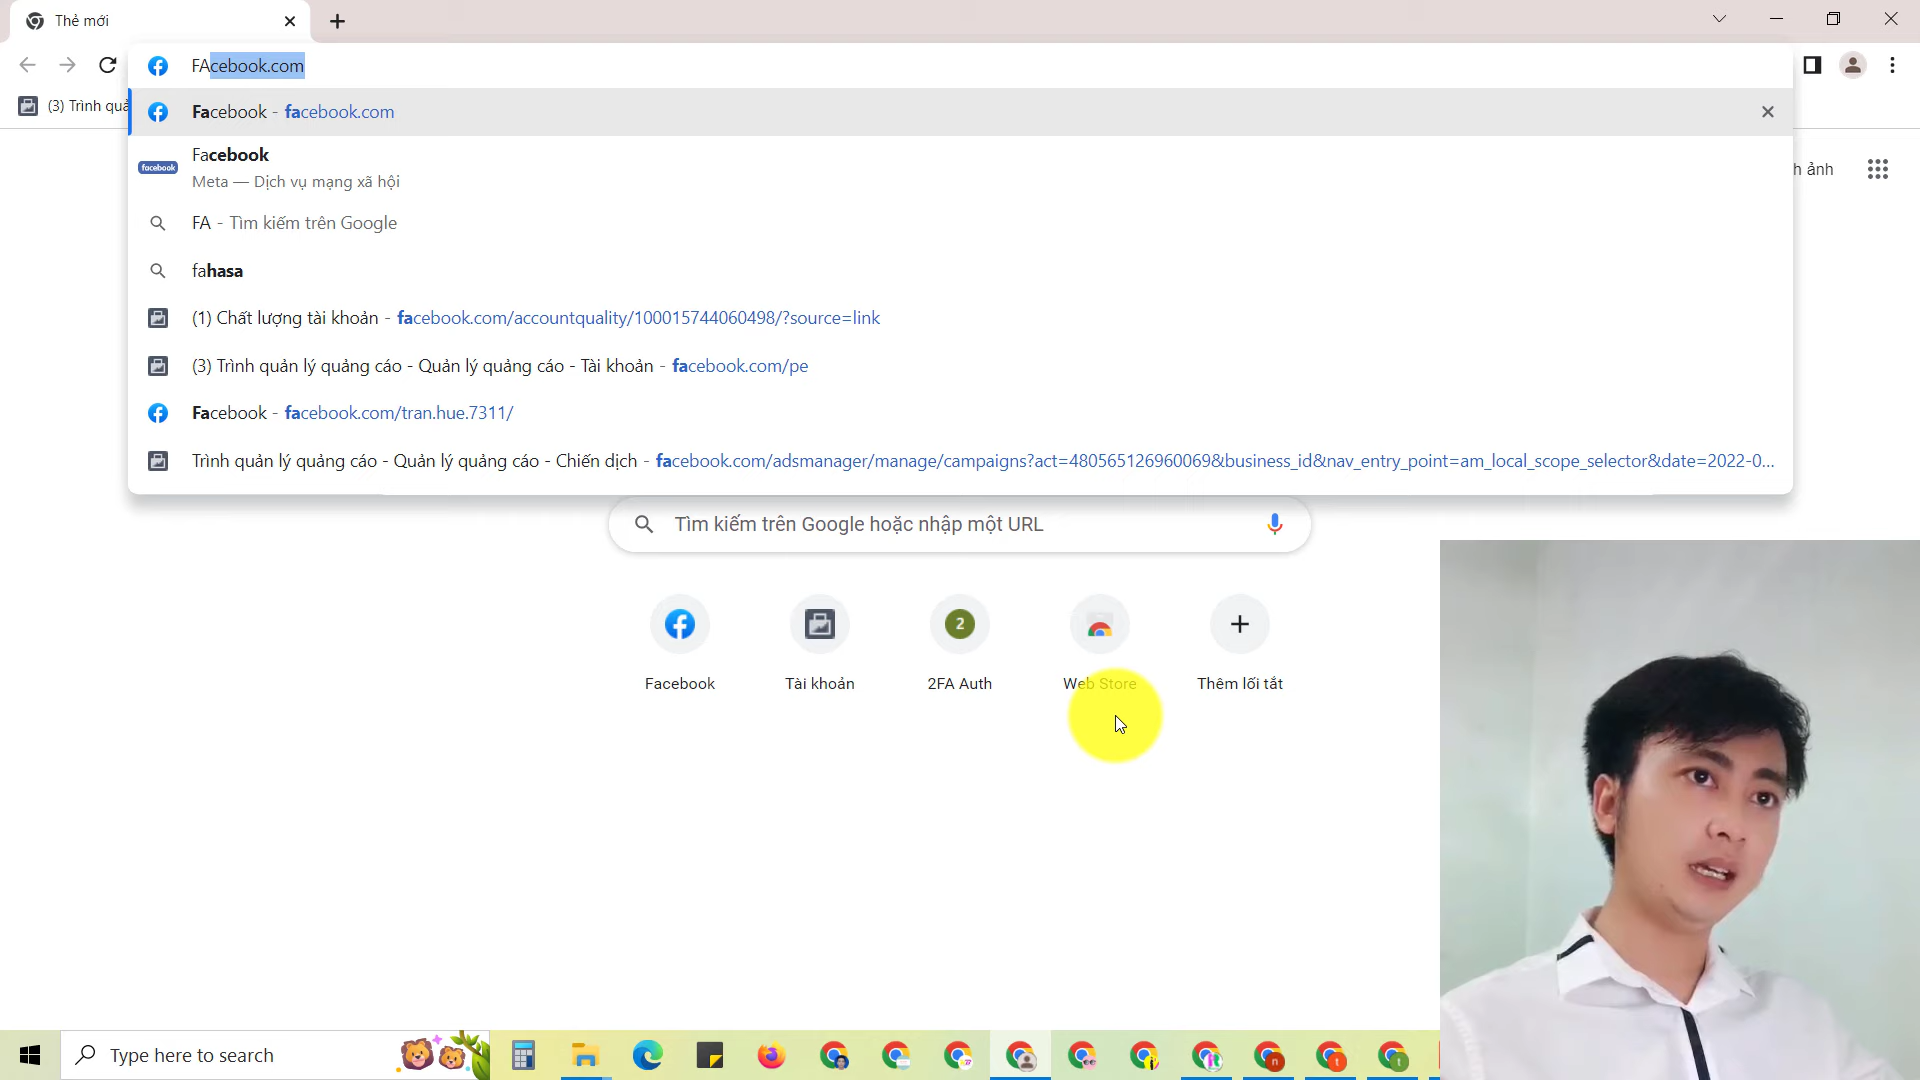 Thẻ mới
FAcebook.com
(3) Trình quả
Facebook - facebook.com
facebook
Facebook
Meta — Dịch vụ mạng xã hội
h ảnh
FA - Tìm kiếm trên Google
fahasa
(1) Chất lượng tài khoản - facebook.com/accountquality/100015744060498/?source=link
(3) Trình quản lý quảng cáo - Quản lý quảng cáo - Tài khoản - facebook.com/pe
Facebook - facebook.com/tran.hue.7311/
Trình quản lý quảng cáo - Quản lý quảng cáo - Chiến dịch - facebook.com/adsmanager/manage/campaigns?act=480565126960069&business_id&nav_entry_point=am_local_scope_selector&date=2022-0...
Tìm kiếm trên Google hoặc nhập một URL
2
Facebook
Tài khoản
2FA Auth
Web Store
Thêm lối tắt
Type here to search
n
t
t